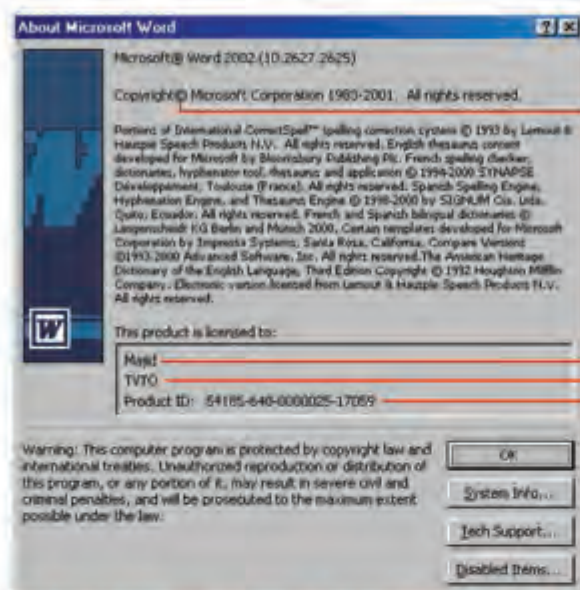 About Microsoft Word
Microsoft® Word 2002 (10.2627.2625)
Copyright© Microsoft Corporation 1983-2001. All rights reserved.
Portions of International CorrectSpell™ spelling correction system © 1993 by Lernout &
Hauspie Speech Products N.V. All rights reserved. English thesaurus content
developed for Microsoft by Bloomsbury Publishing Plc. French spelling checker,
dictionaries, hyphenator tool, thesaurus and application © 1994-2000 SYNAPSE
Développement, Toulouse (France). All rights reserved. Spanish Spelling Engine,
Hyphenation Engine, and Thesaurus Engine © 1998-2000 by SIGNUM Cía. Ltda.
Quito, Ecuador. All rights reserved. French and Spanish bilingual dictionaries ©
Langenscheidt KG Berlin and Munich 2000. Certain templates developed for Microsoft
Corporation by Impressa Systems, Santa Rosa, California. Compare Versions
©1993-2000 Advanced Software, Inc. All rights reserved. The American Heritage
Dictionary of the English Language, Third Edition Copyright © 1992 Houghton Mifflin
Company. Electronic version licensed from Lernout & Hauspie Speech Products N.V.
All rights reserved.
W
This product is licensed to:
Majid
TVTO
Product ID: 54185-640-0000025-17059
Warning: This computer program is protected by copyright law and
international treaties. Unauthorized reproduction or distribution of
this program, or any portion of it, may result in severe civil and
criminal penalties, and will be prosecuted to the maximum extent
possible under the law.
OK
System Info...
Tech Support...
Disabled Items...